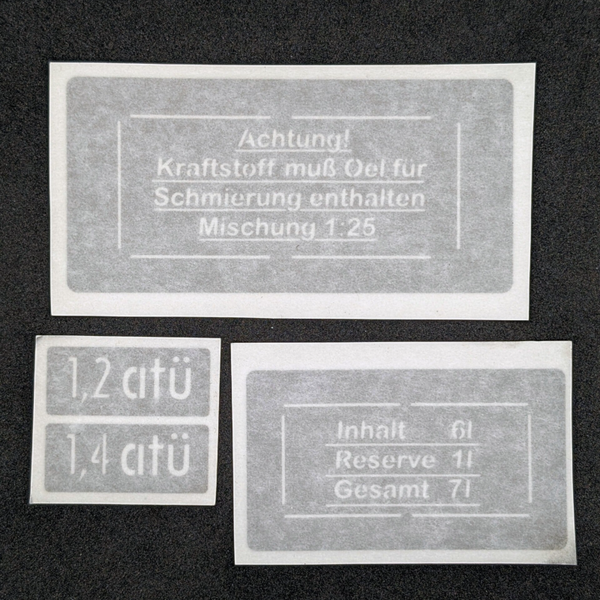 Achtung!
Kraftstoff muß Oel für
Schmierung enthalten
Mischung 1:25
1,2 atü
1,4 atü
Inhalt 6l
Reserve 1l
Gesamt 7l